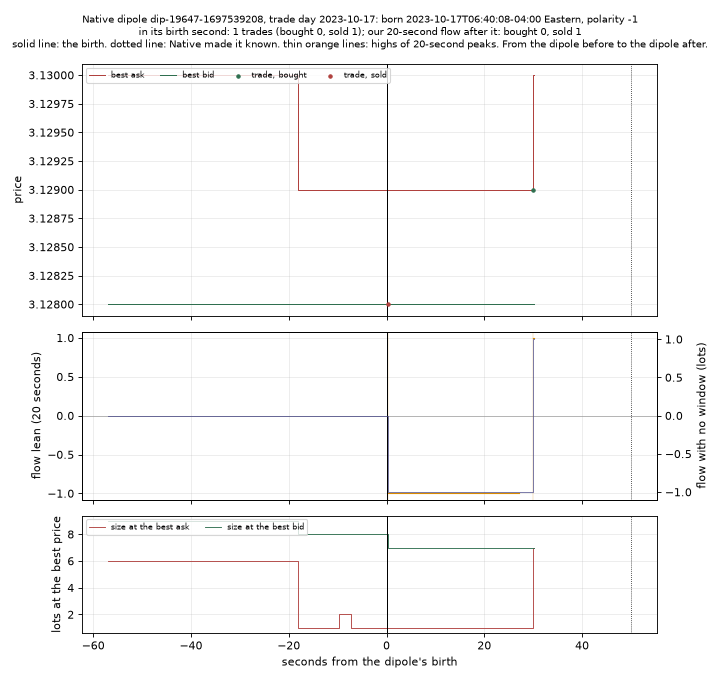 Native dipole dip-19647-1697539208, trade day 2023-10-17: born 2023-10-17T06:40:08-04:00 Eastern, polarity -1
in its birth second: 1 trades (bought 0, sold 1); our 20-second flow after it: bought 0, sold 1
solid line: the birth. dotted line: Native made it known. thin orange lines: highs of 20-second peaks. From the dipole before to the dipole after.
best ask best bid trade, bought trade, sold
3.13000
3.12975
3.12950
3.12925
3.12900
3.12875
3.12850
3.12825
3.12800
price
1.0
0.5
0.0
−0.5
−1.0
flow lean (20 seconds)
1.0
0.5
0.0
−0.5
−1.0
flow with no window (lots)
size at the best ask size at the best bid
8
6
4
2
lots at the best price
−60 −40 −20 0 20 40
seconds from the dipole's birth